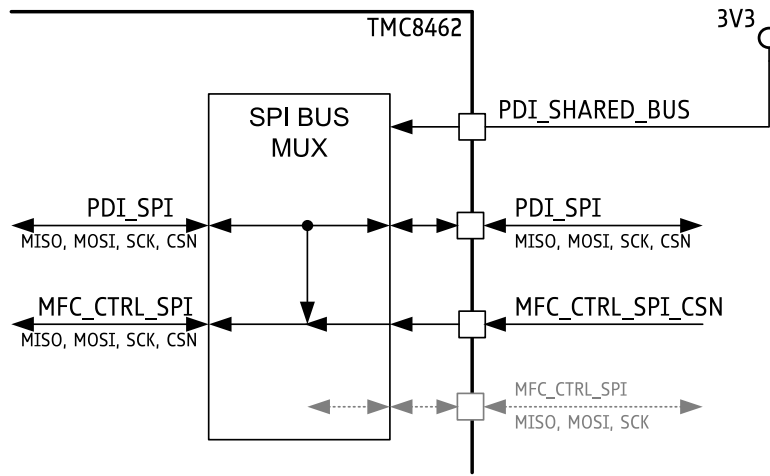 TMC8462
3V3
SPI BUS
MUX
PDI_SHARED_BUS
PDI_SPI
MISO, MOSI, SCK, CSN
PDI_SPI
MISO, MOSI, SCK, CSN
MFC_CTRL_SPI
MISO, MOSI, SCK, CSN
MFC_CTRL_SPI_CSN
MFC_CTRL_SPI
MISO, MOSI, SCK